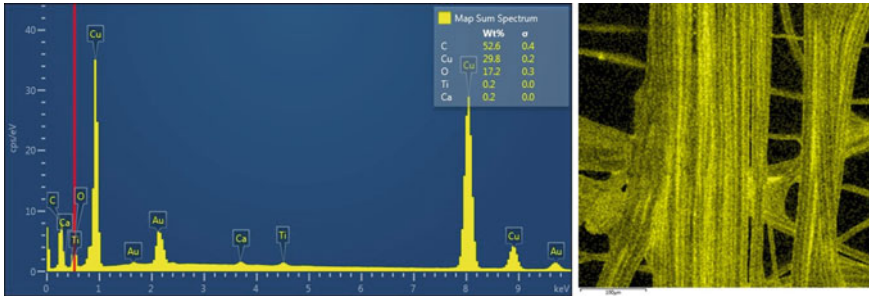 Map Sum Spectrum
Wt% σ
C 52.6 0.4
Cu 29.8 0.2
O 17.2 0.3
Ti 0.2 0.0
Ca 0.2 0.0
40
30
20
10
0
cps/eV
C
Ca
Ti
O
Cu
Au
Au
Ca
Ti
Cu
Cu
Au
0 1 2 3 4 5 6 7 8 9 keV
100µm